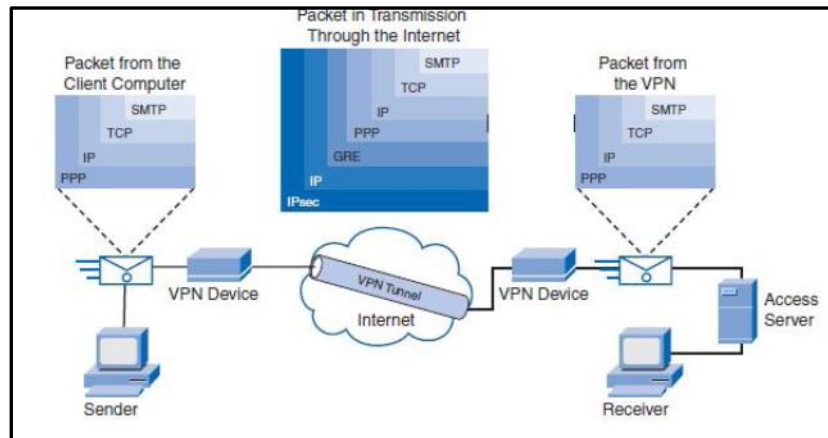 Packet in Transmission
Through the Internet
Packet from the
Client Computer
SMTP
TCP
IP
PPP
SMTP
TCP
IP
PPP
GRE
IP
IPsec
Packet from
the VPN
SMTP
TCP
IP
PPP
VPN Device
VPN Tunnel
Internet
VPN Device
Access
Server
Sender
Receiver